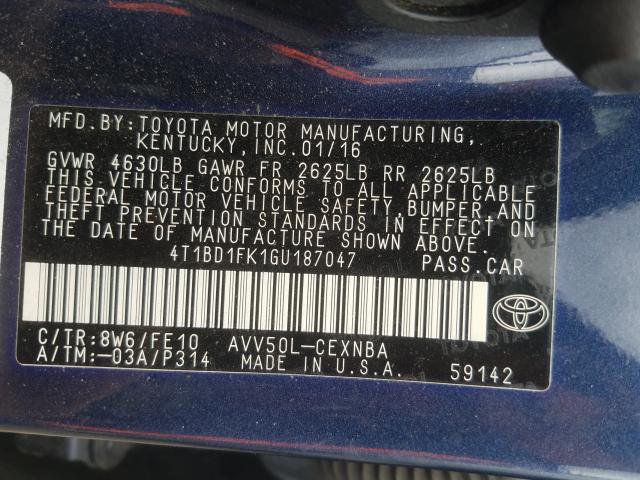 MFD.BY:TOYOTA MOTOR MANUFACTURING,
KENTUCKY, INC. 01/16
GVWR 4630LB GAWR FR 2625LB RR 2625LB
THIS VEHICLE CONFORMS TO ALL APPLICABLE
FEDERAL MOTOR VEHICLE SAFETY,BUMPER,AND
THEFT PREVENTION STANDARDS IN EFFECT ON
THE DATE OF MANUFACTURE SHOWN ABOVE.
4T1BD1FK1GU187047 PASS.CAR
C/TR:8W6/FE10 AVV50L-CEXNBA
A/TM:-03A/P314 MADE IN U.S.A. 59142